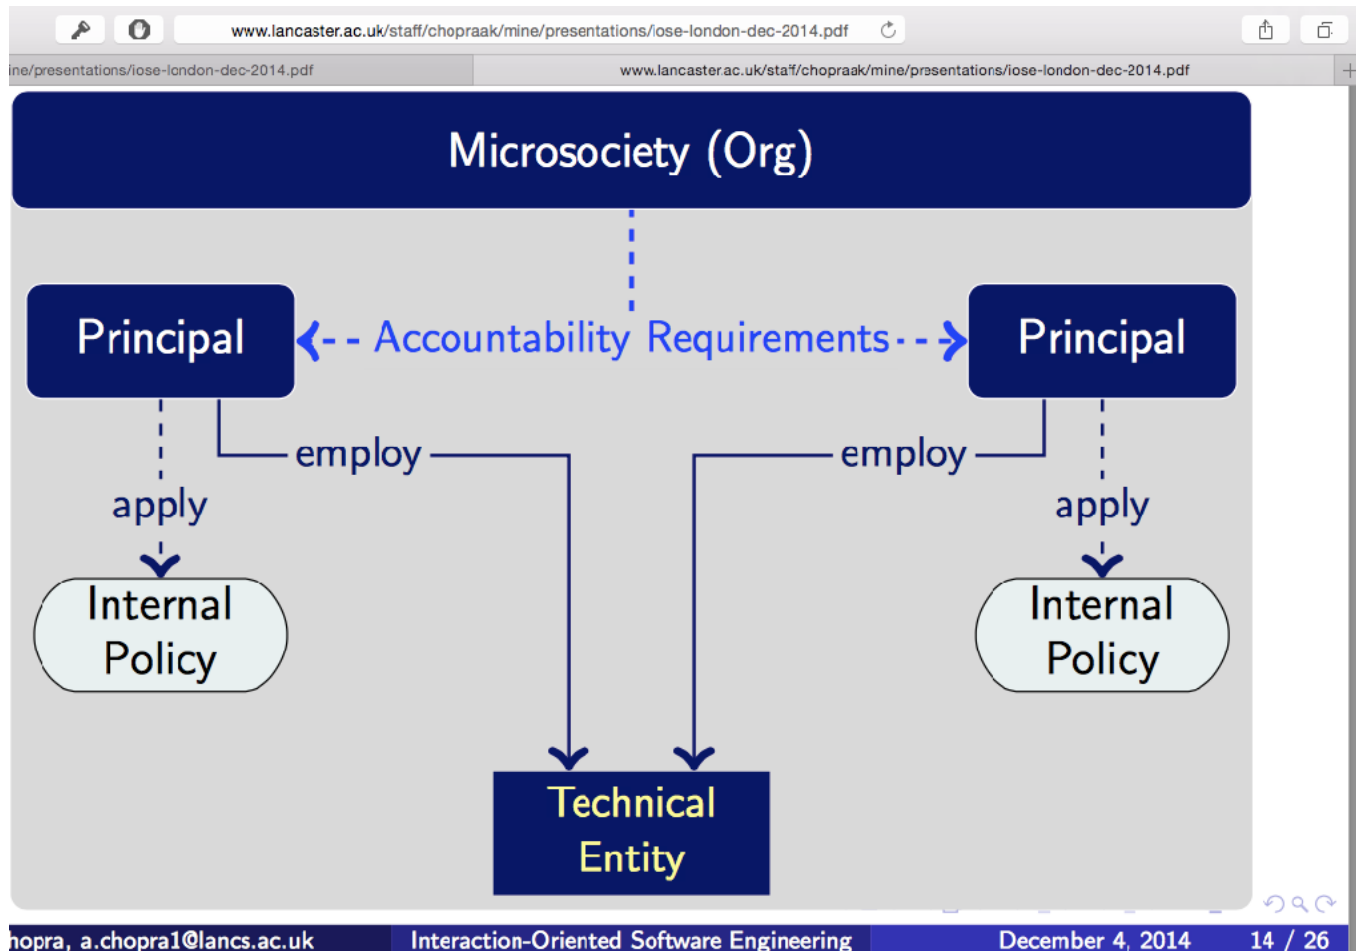 www.lancaster.ac.uk/staff/chopraak/mine/presentations/iose-london-dec-2014.pdf
ine/presentations/iose-london-dec-2014.pdf
www.lancaster.ac.uk/staff/chopraak/mine/presentations/iose-london-dec-2014.pdf
Microsociety (Org)
Principal
Accountability Requirements
Principal
employ
employ
apply
apply
Internal
Policy
Internal
Policy
Technical
Entity
hopra, a.chopra1@lancs.ac.uk
Interaction-Oriented Software Engineering
December 4, 2014
14 / 26